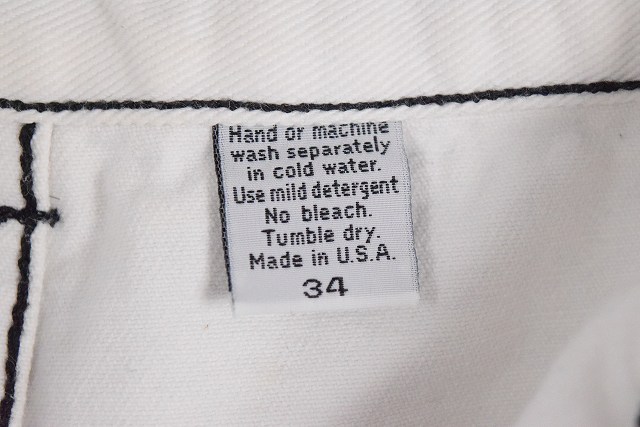 Hand or machine
wash separately
in cold water.
Use mild detergent
No bleach.
Tumble dry.
Made in U.S.A.
34